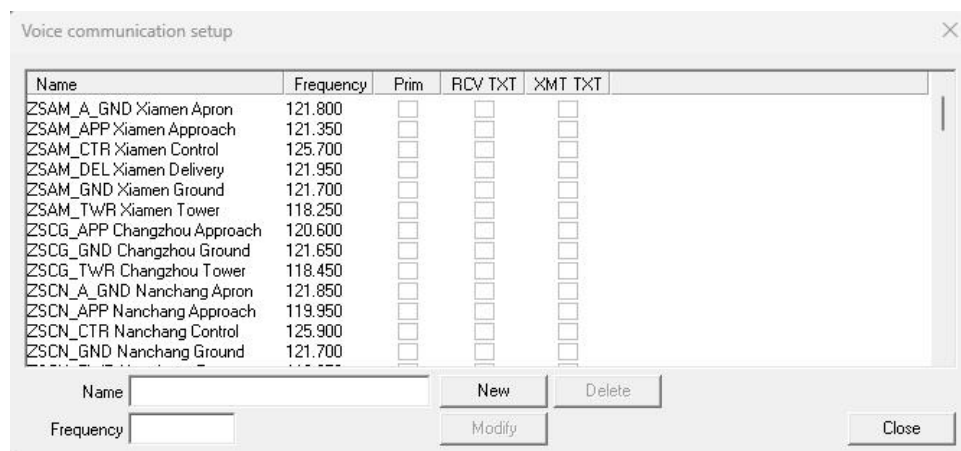 Voice communication setup
Name Frequency Prim RCV TXT XMT TXT
ZSAM_A_GND Xiamen Apron 121.800
ZSAM_APP Xiamen Approach 121.350
ZSAM_CTR Xiamen Control 125.700
ZSAM_DEL Xiamen Delivery 121.950
ZSAM_GND Xiamen Ground 121.700
ZSAM_TWR Xiamen Tower 118.250
ZSCG_APP Changzhou Approach 120.600
ZSCG_GND Changzhou Ground 121.650
ZSCG_TWR Changzhou Tower 118.450
ZSCN_A_GND Nanchang Apron 121.850
ZSCN_APP Nanchang Approach 119.950
ZSCN_CTR Nanchang Control 125.900
ZSCN_GND Nanchang Ground 121.700
Name New Delete
Frequency Modify Close